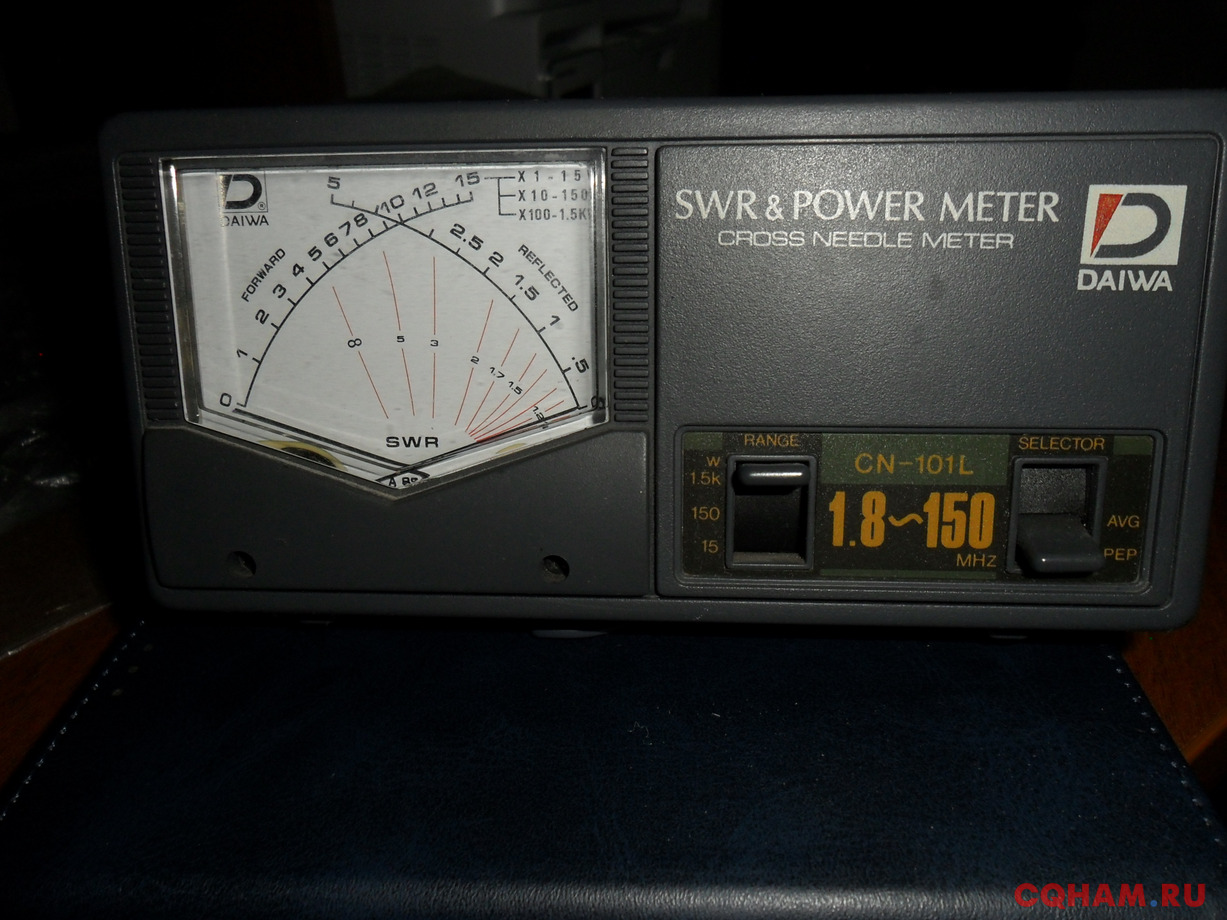 DAIWA
5
15
12
10
8
7
6
5
4
3
2
1
0
X 1 - 15
X 10 - 150
X100-1.5K
FORWARD
REFLECTED
2.5
2
1.5
1
.5
∞
5
3
2
1.7
1.5
1.2
SWR
SWR & POWER METER
CROSS NEEDLE METER
DAIWA
RANGE
W
1.5K
150
15
CN-101L
1.8~150
MHZ
SELECTOR
AVG
PEP
CQHAM.RU